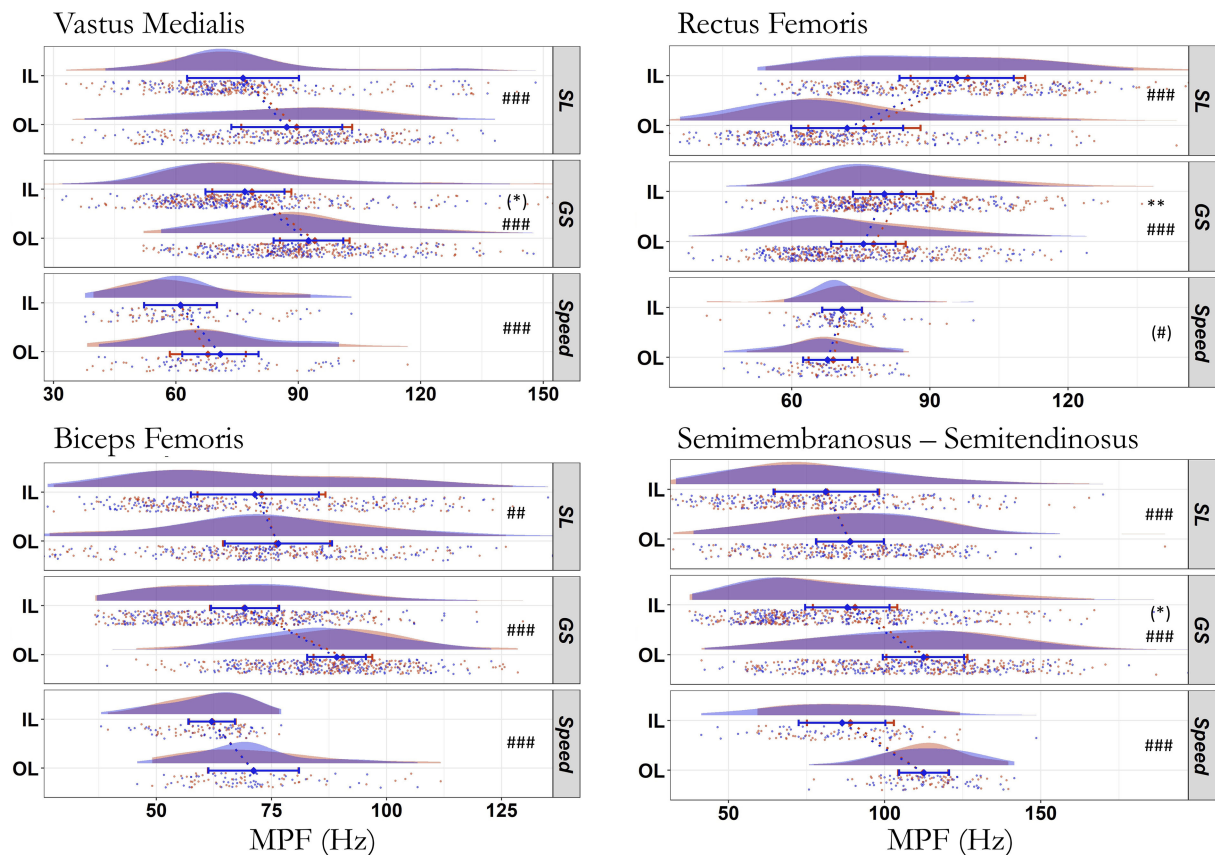 Vastus Medialis
IL
OL
###
SL
IL
OL
(*)
###
GS
IL
OL
###
Speed
30 60 90 120 150
Rectus Femoris
IL
OL
###
SL
IL
OL
**
###
GS
IL
OL
(#)
Speed
60 90 120
Biceps Femoris
IL
OL
##
SL
IL
OL
###
GS
IL
OL
###
Speed
50 75 100 125
MPF (Hz)
Semimembranosus – Semitendinosus
IL
OL
###
SL
IL
OL
(*)
###
GS
IL
OL
###
Speed
50 100 150
MPF (Hz)